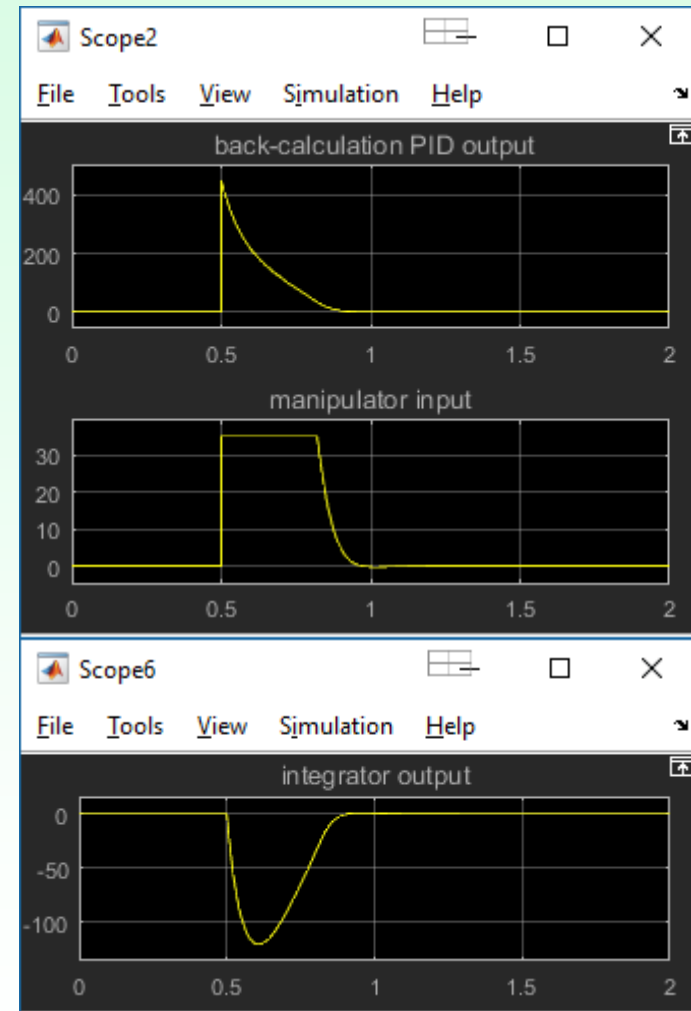 Scope2
File Tools View Simulation Help
back-calculation PID output
400
200
0
0 0.5 1 1.5 2
manipulator input
30
20
10
0
0 0.5 1 1.5 2
Scope6
File Tools View Simulation Help
integrator output
0
-50
-100
0 0.5 1 1.5 2